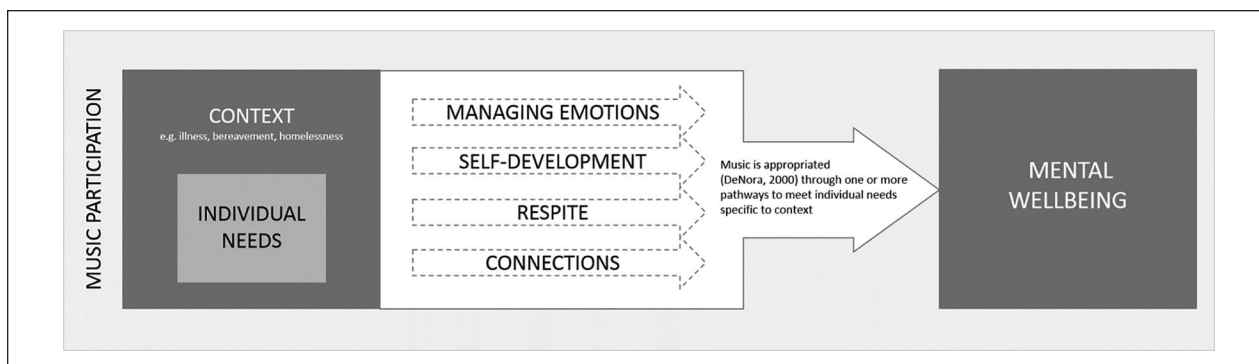 MUSIC PARTICIPATION
CONTEXT
e.g. illness, bereavement, homelessness
INDIVIDUAL
NEEDS
MANAGING EMOTIONS
SELF-DEVELOPMENT
RESPITE
CONNECTIONS
Music is appropriated
(DeNora, 2000) through one or more
pathways to meet individual needs
specific to context
MENTAL
WELLBEING